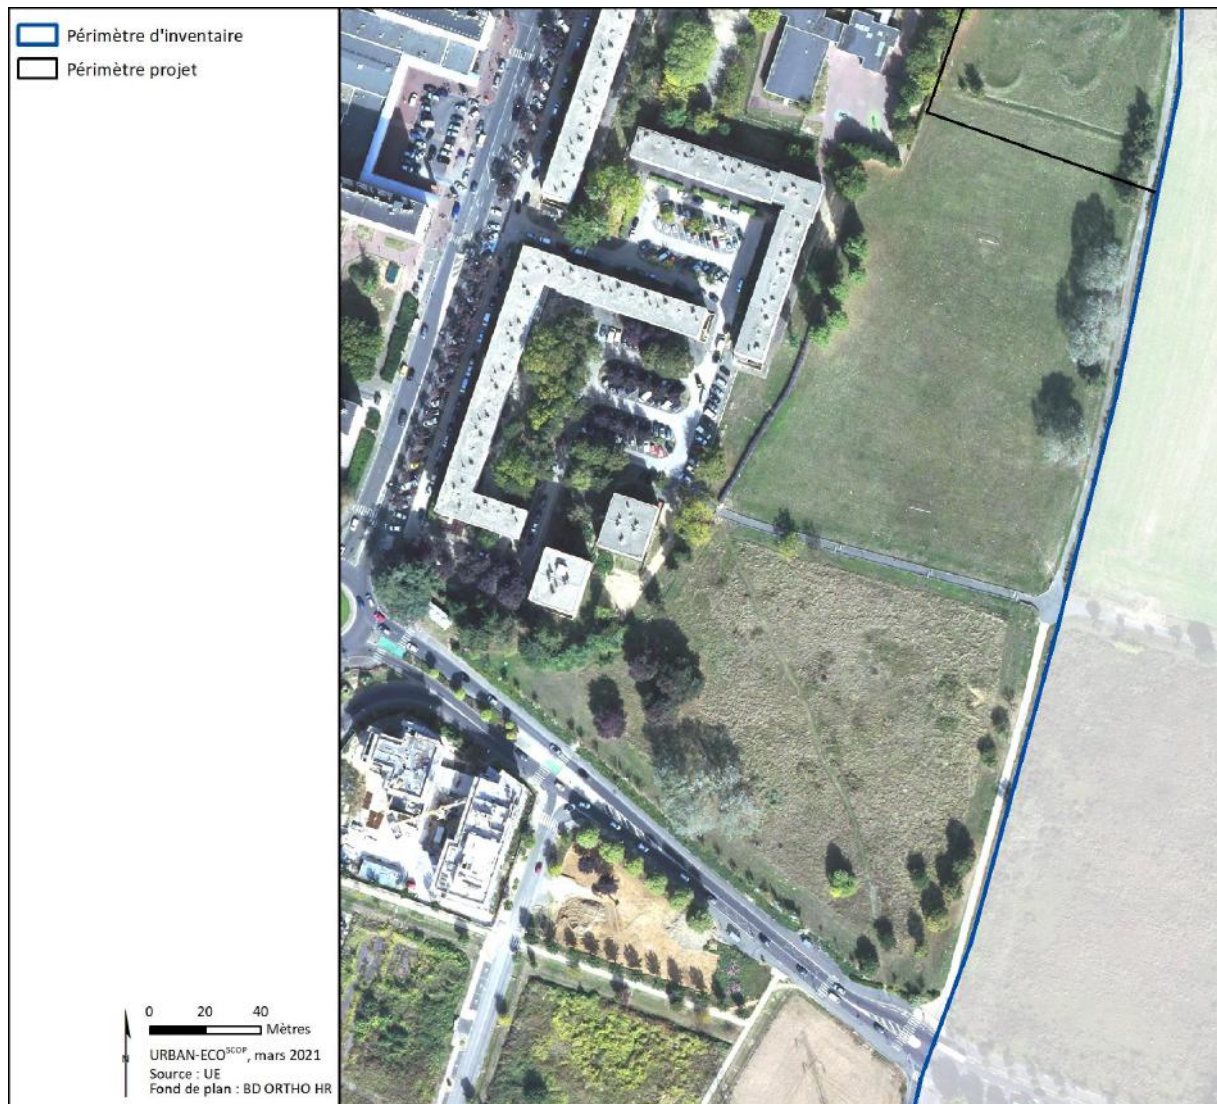 Périmètre d'inventaire
Périmètre projet
0 20 40
Mètres
N
URBAN-ECOSCOP, mars 2021
Source : UE
Fond de plan : BD ORTHO HR